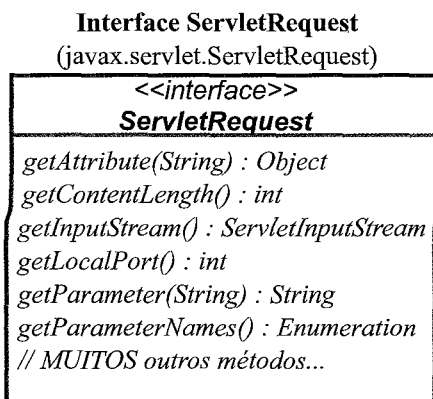 Interface ServletRequest
(javax.servlet.ServletRequest)
<<interface>>
ServletRequest
getAttribute(String) : Object
getContentLength() : int
getInputStream() : ServletInputStream
getLocalPort() : int
getParameter(String) : String
getParameterNames() : Enumeration
// MUITOS outros métodos...